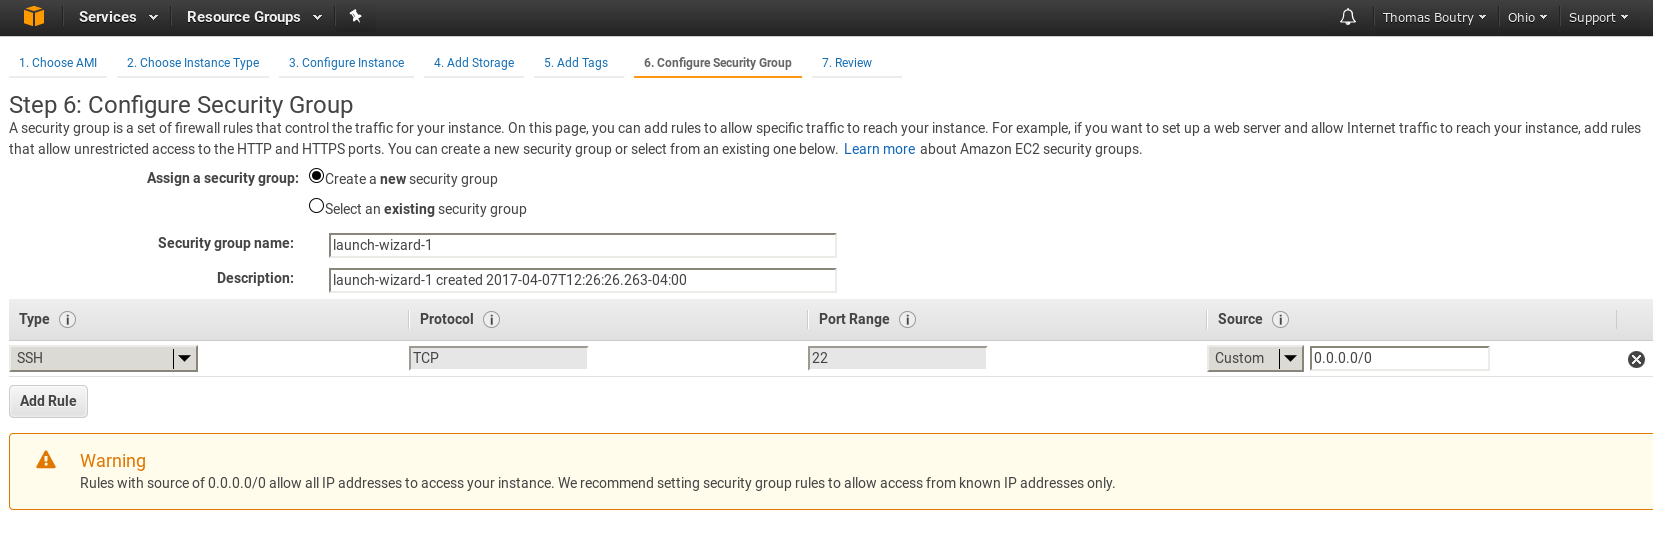 Services Resource Groups Thomas Boutry Ohio Support
1. Choose AMI 2. Choose Instance Type 3. Configure Instance 4. Add Storage 5. Add Tags 6. Configure Security Group 7. Review
Step 6: Configure Security Group
A security group is a set of firewall rules that control the traffic for your instance. On this page, you can add rules to allow specific traffic to reach your instance. For example, if you want to set up a web server and allow Internet traffic to reach your instance, add rules
that allow unrestricted access to the HTTP and HTTPS ports. You can create a new security group or select from an existing one below. Learn more about Amazon EC2 security groups.
Assign a security group: Create a new security group
Select an existing security group
Security group name: launch-wizard-1
Description: launch-wizard-1 created 2017-04-07T12:26:26.263-04:00
Type i Protocol i Port Range i Source i
SSH TCP 22 Custom 0.0.0.0/0
Add Rule
Warning
Rules with source of 0.0.0.0/0 allow all IP addresses to access your instance. We recommend setting security group rules to allow access from known IP addresses only.